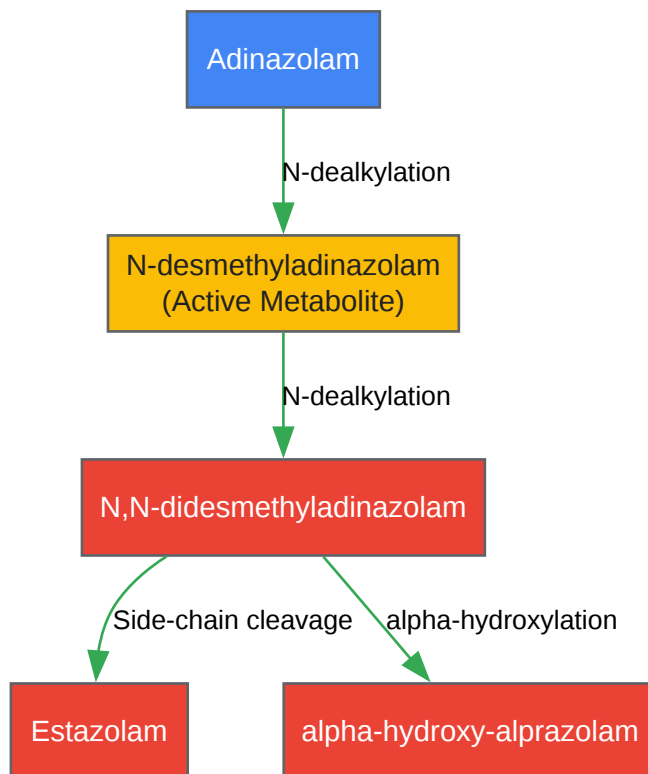 Adinazolam
N-dealkylation
N-desmethyladinazolam
(Active Metabolite)
N-dealkylation
N,N-didesmethyladinazolam
Side-chain cleavage
alpha-hydroxylation
Estazolam
alpha-hydroxy-alprazolam